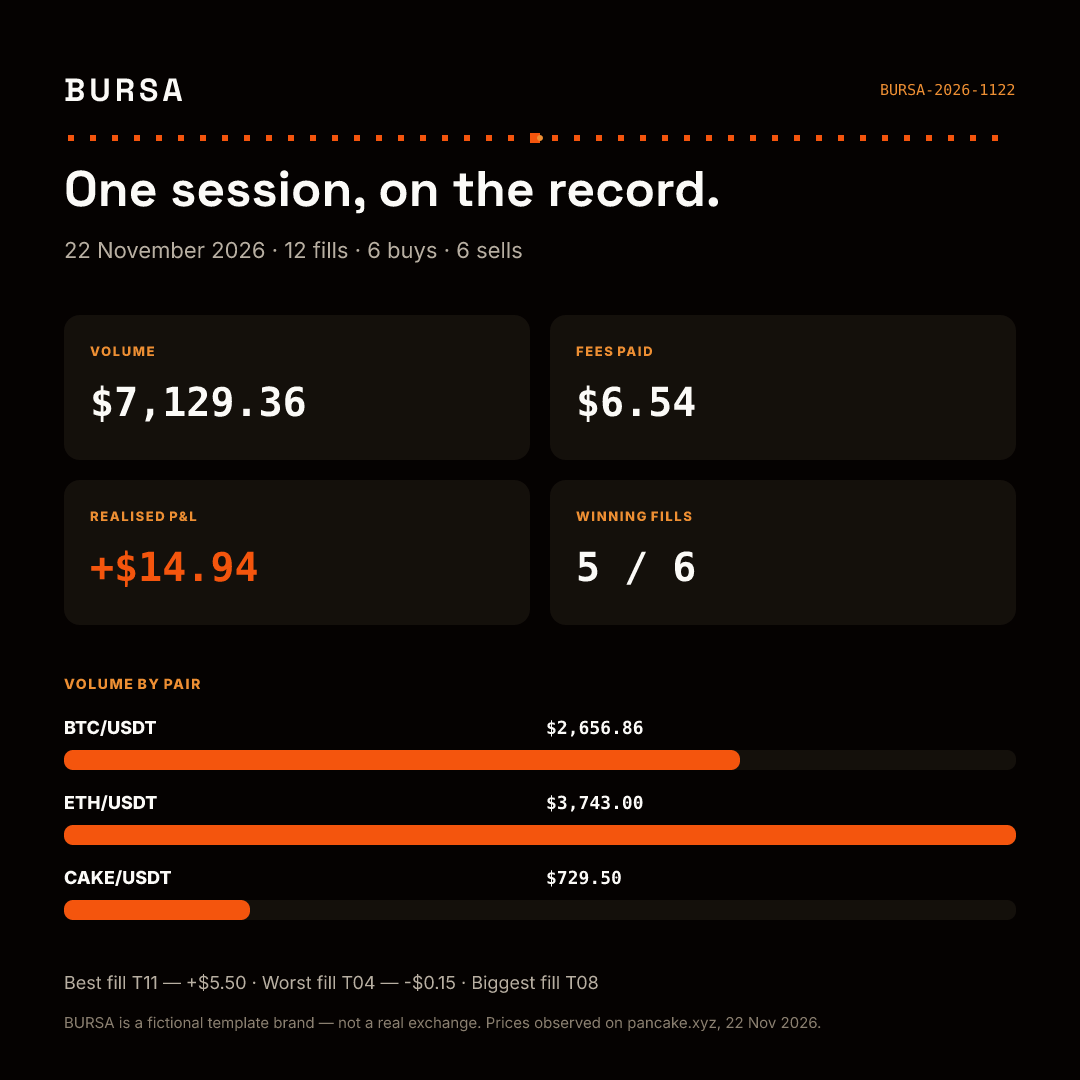 BURSA
BURSA-2026-1122
One session, on the record.
22 November 2026 · 12 fills · 6 buys · 6 sells
VOLUME
$7,129.36
FEES PAID
$6.54
REALISED P&L
+$14.94
WINNING FILLS
5 / 6
VOLUME BY PAIR
BTC/USDT
$2,656.86
ETH/USDT
$3,743.00
CAKE/USDT
$729.50
Best fill T11 — +$5.50 · Worst fill T04 — -$0.15 · Biggest fill T08
BURSA is a fictional template brand — not a real exchange. Prices observed on pancake.xyz, 22 Nov 2026.